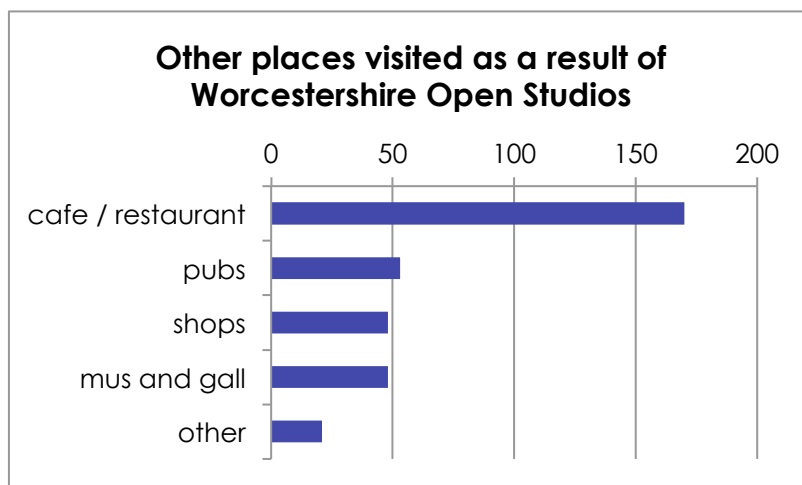 Other places visited as a result of
Worcestershire Open Studios
0 50 100 150 200
cafe / restaurant
pubs
shops
mus and gall
other